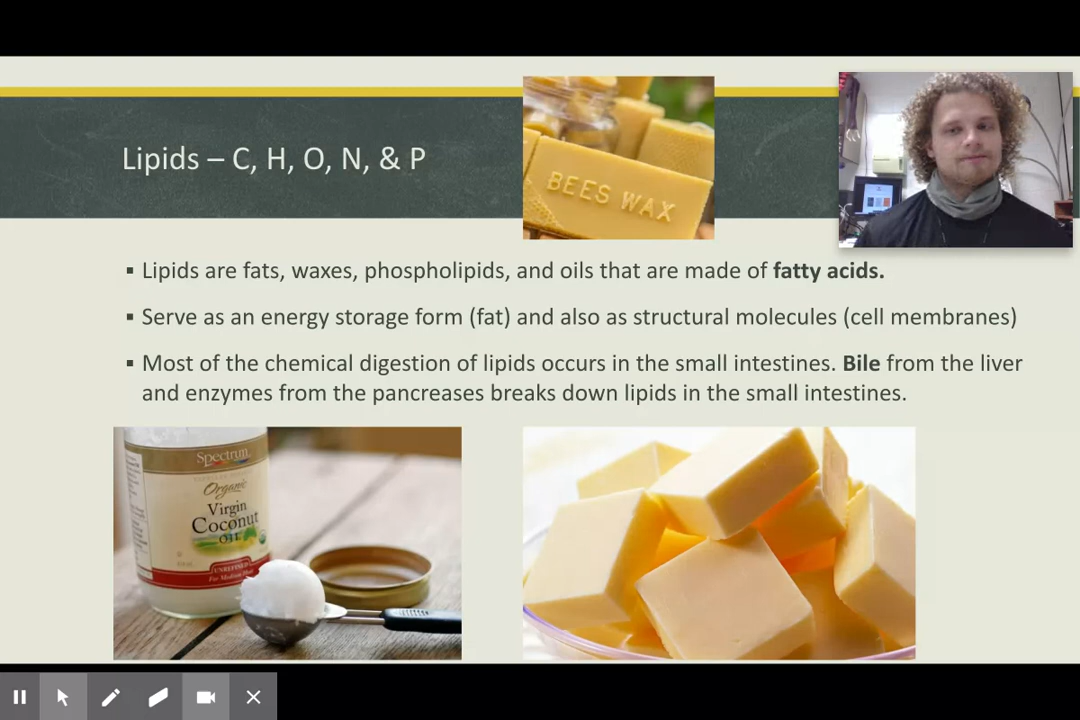 Lipids – C, H, O, N, & P
BEES WAX
▪ Lipids are fats, waxes, phospholipids, and oils that are made of fatty acids.
▪ Serve as an energy storage form (fat) and also as structural molecules (cell membranes)
▪ Most of the chemical digestion of lipids occurs in the small intestines. Bile from the liver
and enzymes from the pancreases breaks down lipids in the small intestines.
Spectrum
Organic
Virgin
Coconut
OIL
UNREFINED